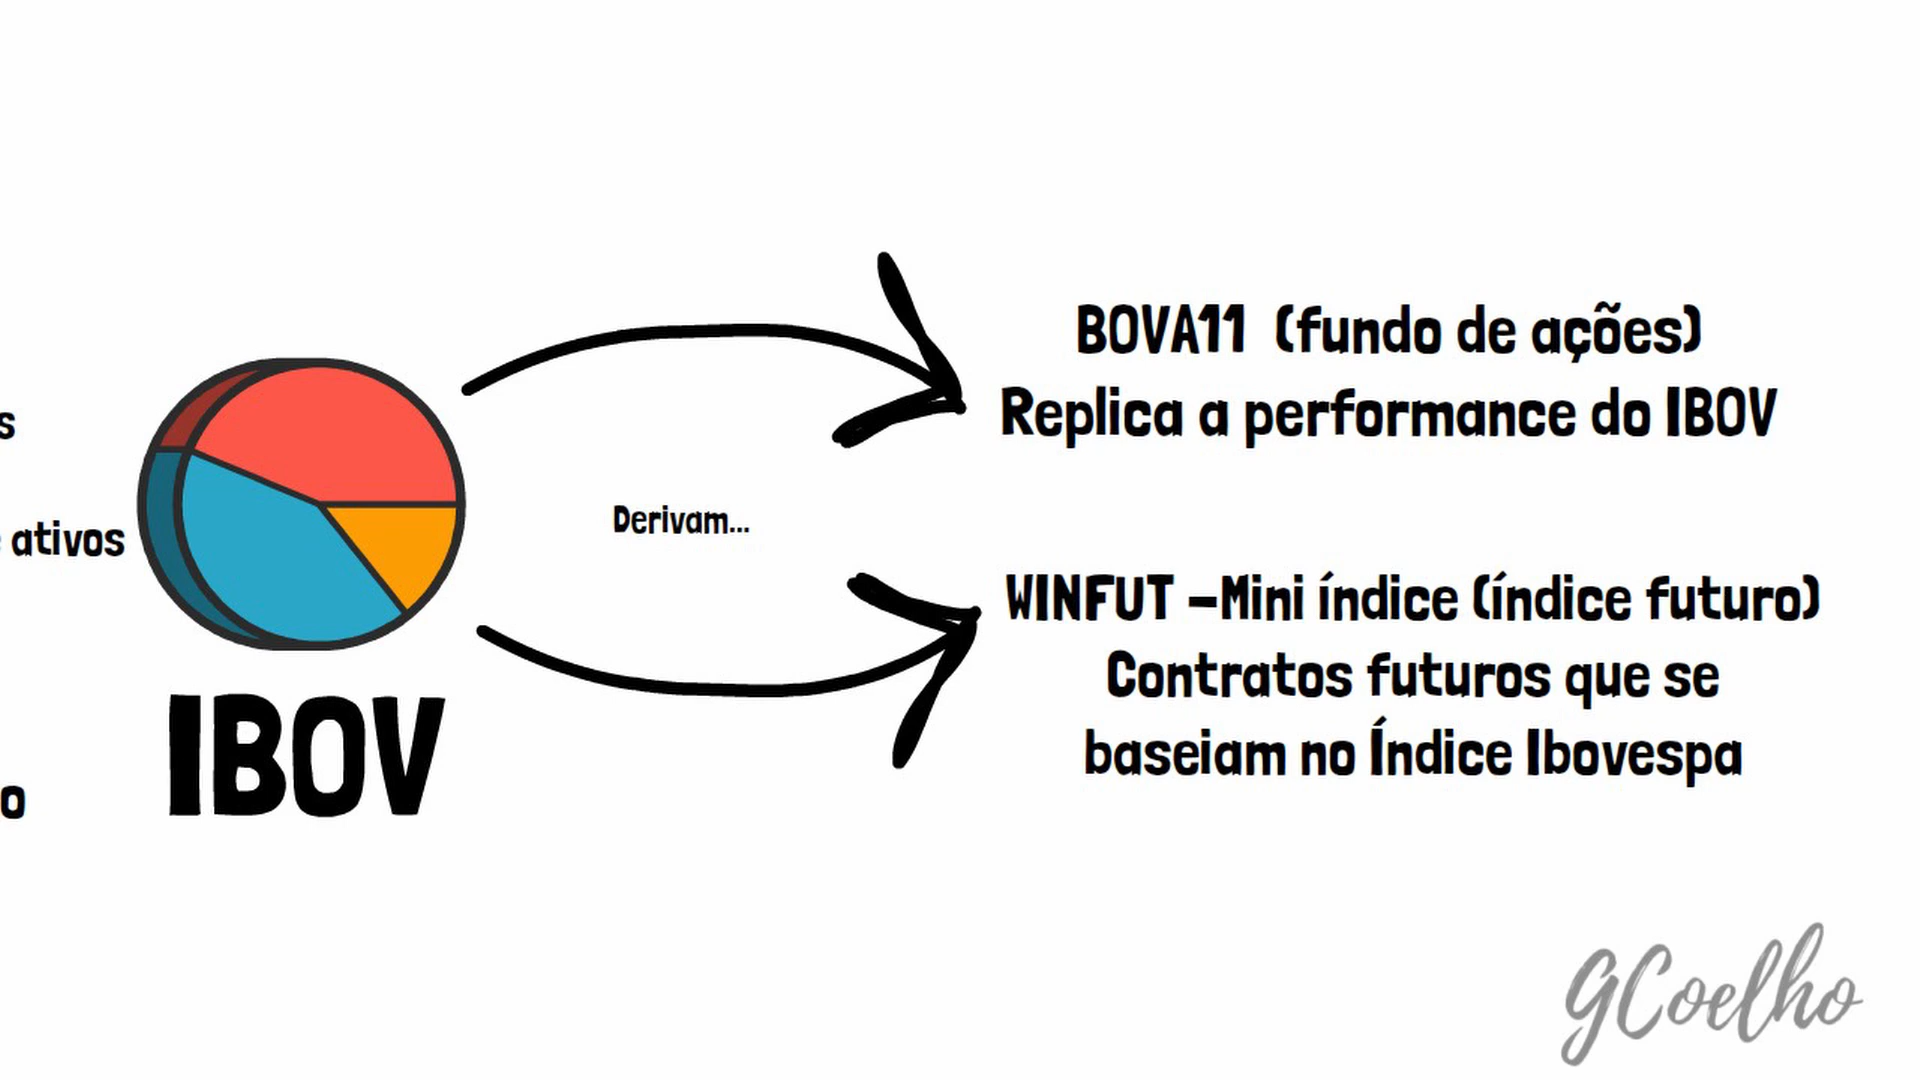 BOVA11 (fundo de ações)
Replica a performance do IBOV
s
ativos
Derivam...
WINFUT -Mini índice (índice futuro)
Contratos futuros que se
baseiam no Índice Ibovespa
o
IBOV
GCoelho